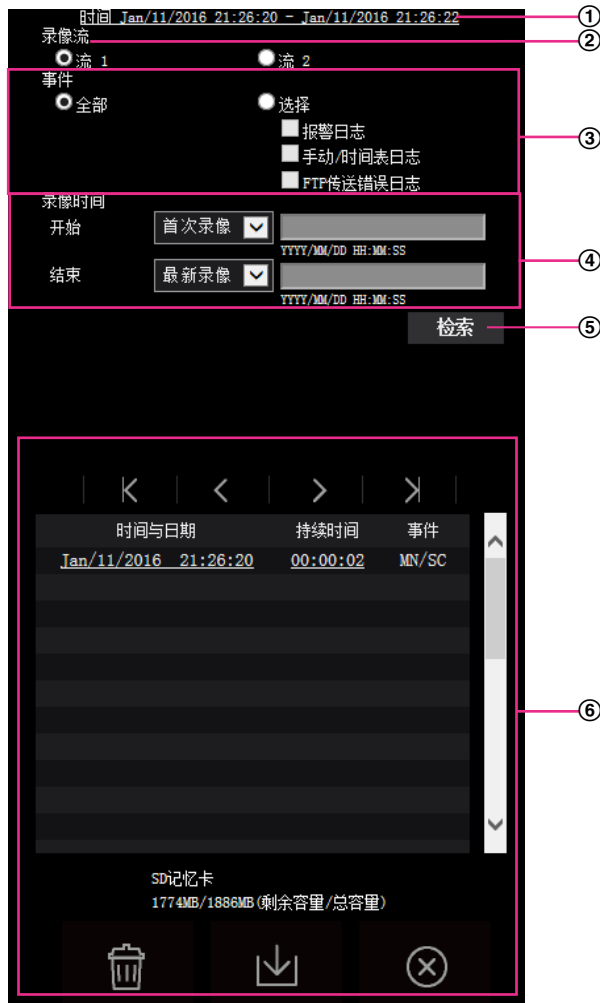 时间 Jan/11/2016 21:26:20 - Jan/11/2016 21:26:22 ①
录像流 ②
流 1 流 2
事件
全部 选择
报警日志 ③
手动/时间表日志
FTP传送错误日志
录像时间
开始 首次录像
YYYY/MM/DD HH:MM:SS
④
结束 最新录像
YYYY/MM/DD HH:MM:SS
检索 ⑤
时间与日期 持续时间 事件
Jan/11/2016 21:26:20 00:00:02 MN/SC
⑥
SD记忆卡
1774MB/1886MB(剩余容量/总容量)